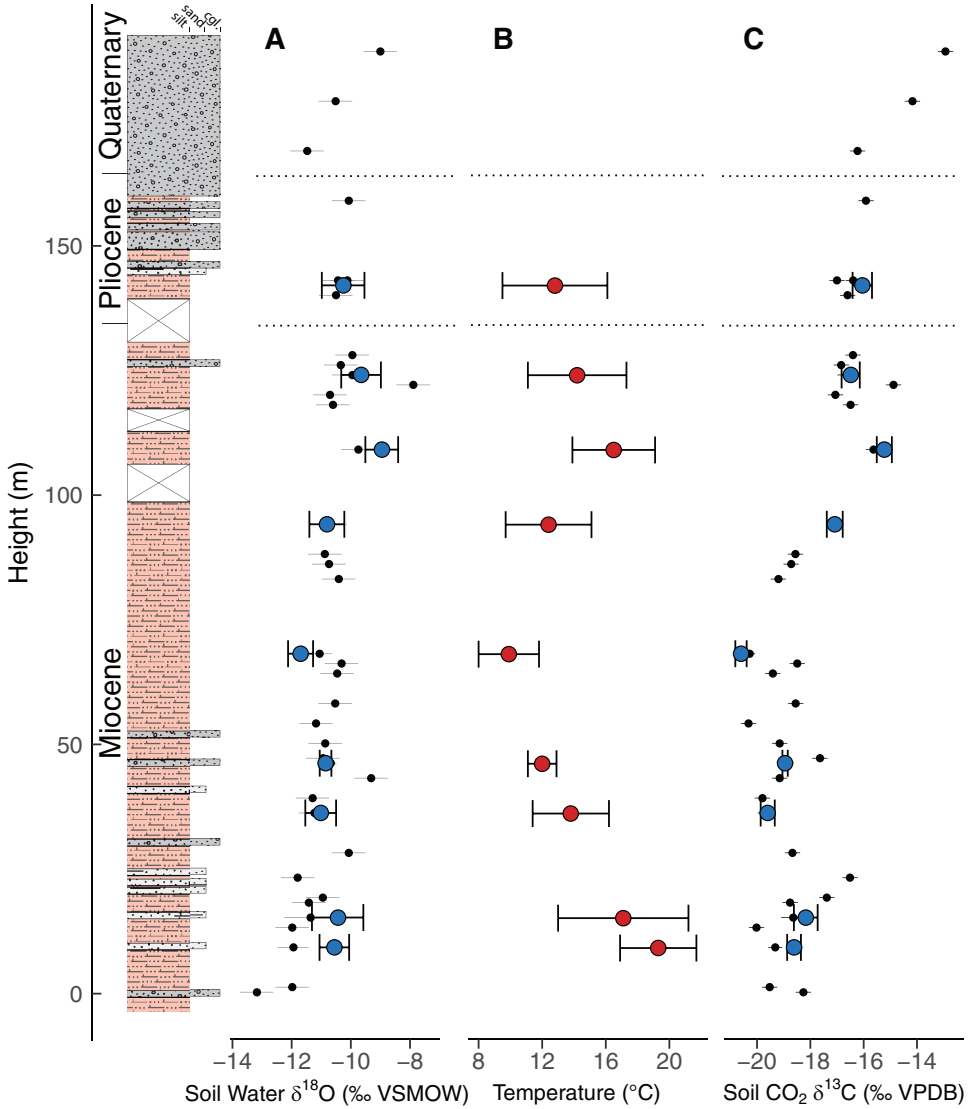 silt sand cgl.
A B C
Quaternary
Pliocene
Miocene
Height (m)
150
100
50
0
−14 −12 −10 −8
8 12 16 20
−20 −18 −16 −14
Soil Water δ¹⁸O (‰ VSMOW)
Temperature (°C)
Soil CO₂ δ¹³C (‰ VPDB)